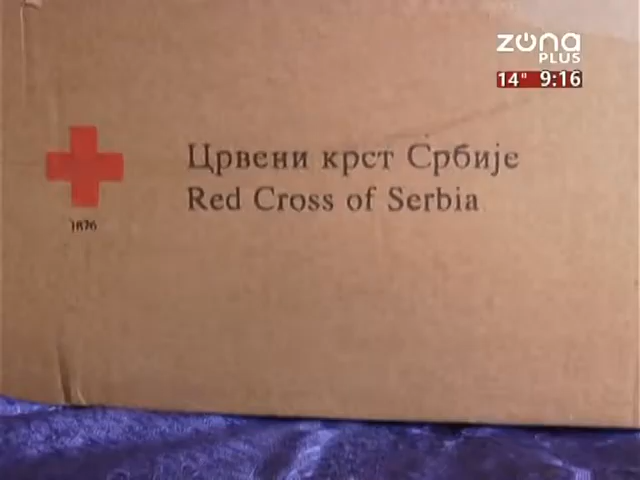 zona
PLUS
14° 9:16
Црвени крст Србије
Red Cross of Serbia
1876